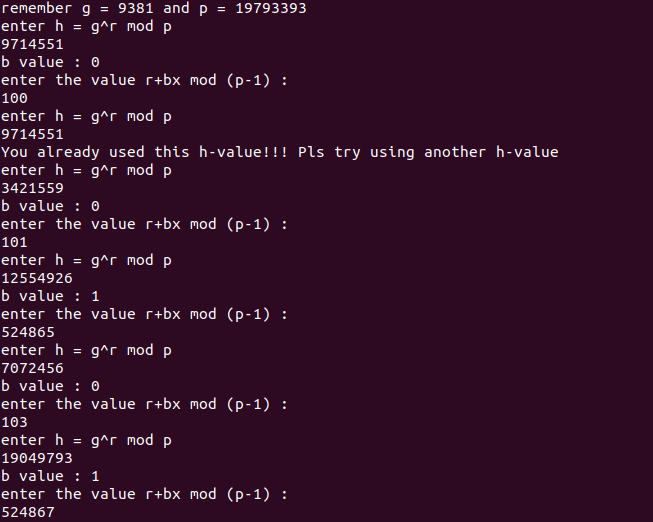 remember g = 9381 and p = 19793393
enter h = g^r mod p
9714551
b value : 0
enter the value r+bx mod (p-1) :
100
enter h = g^r mod p
9714551
You already used this h-value!!! Pls try using another h-value
enter h = g^r mod p
3421559
b value : 0
enter the value r+bx mod (p-1) :
101
enter h = g^r mod p
12554926
b value : 1
enter the value r+bx mod (p-1) :
524865
enter h = g^r mod p
7072456
b value : 0
enter the value r+bx mod (p-1) :
103
enter h = g^r mod p
19049793
b value : 1
enter the value r+bx mod (p-1) :
524867